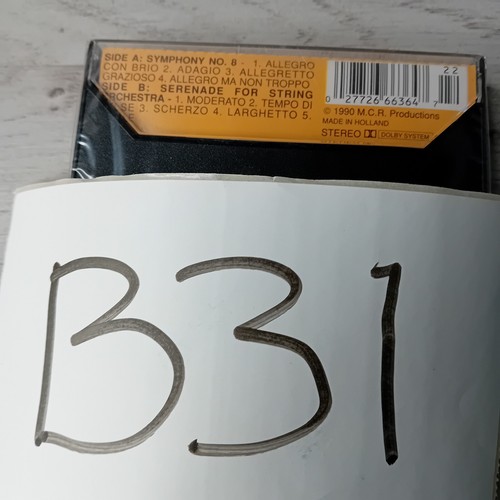 SIDE A: SYMPHONY NO. 8 - 1. ALLEGRO
CON BRIO 2. ADAGIO 3. ALLEGRETTO
GRAZIOSO 4. ALLEGRO MA NON TROPPO
SIDE B: SERENADE FOR STRING
ORCHESTRA - 1. MODERATO 2. TEMPO DI
SE 3. SCHERZO 4. LARGHETTO 5.
22
0 27726 66364 7
© 1990 M.C.R. Productions
MADE IN HOLLAND
STEREO DOLBY SYSTEM
B31